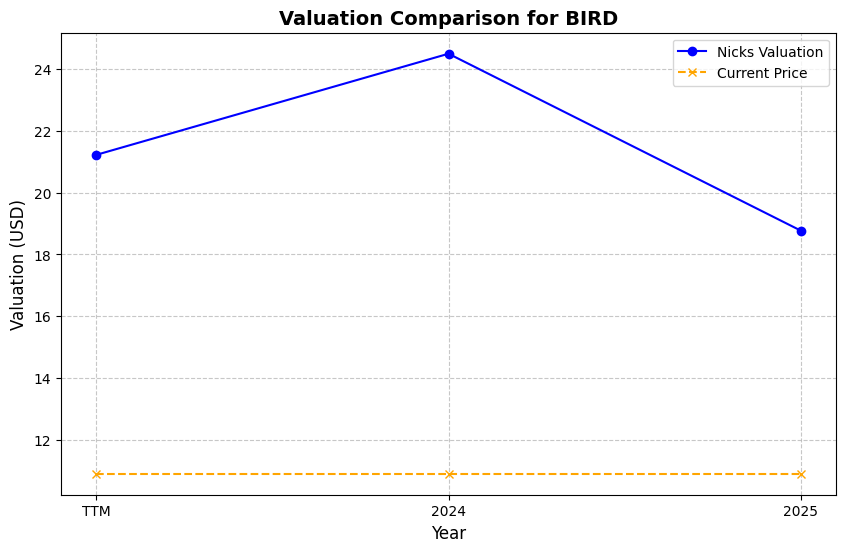 Valuation Comparison for BIRD
Nicks Valuation
Current Price
Valuation (USD)
24
22
20
18
16
14
12
TTM
2024
2025
Year